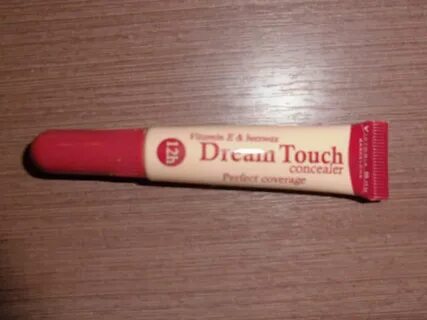 Vitamin E & beeswax
12h
Dream Touch
concealer
Perfect coverage